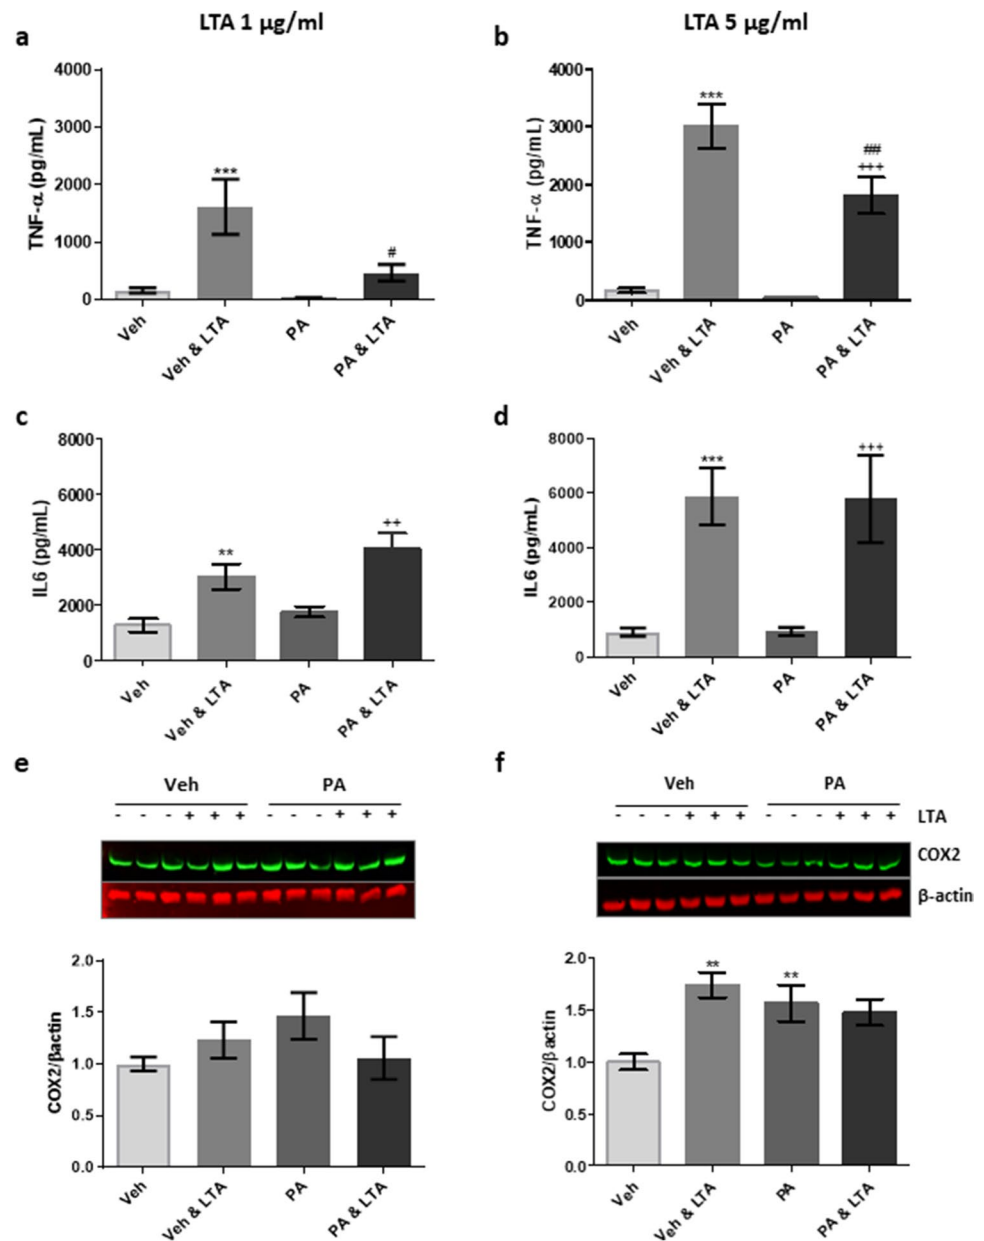 LTA 1 µg/ml
LTA 5 µg/ml
a
TNF-α (pg/mL)
4000
3000
2000
1000
0
***
#
Veh
Veh & LTA
PA
PA & LTA
b
TNF-α (pg/mL)
4000
3000
2000
1000
0
***
##
+++
Veh
Veh & LTA
PA
PA & LTA
c
IL6 (pg/mL)
8000
6000
4000
2000
0
**
++
Veh
Veh & LTA
PA
PA & LTA
d
IL6 (pg/mL)
8000
6000
4000
2000
0
***
+++
Veh
Veh & LTA
PA
PA & LTA
e
Veh PA
- - - + + + - - - + + +
COX2/βactin
2.0
1.5
1.0
0.5
0.0
Veh
Veh & LTA
PA
PA & LTA
f
Veh PA
- - - + + + - - - + + + LTA
COX2
β-actin
COX2/βactin
2.0
1.5
1.0
0.5
0.0
**
**
Veh
Veh & LTA
PA
PA & LTA